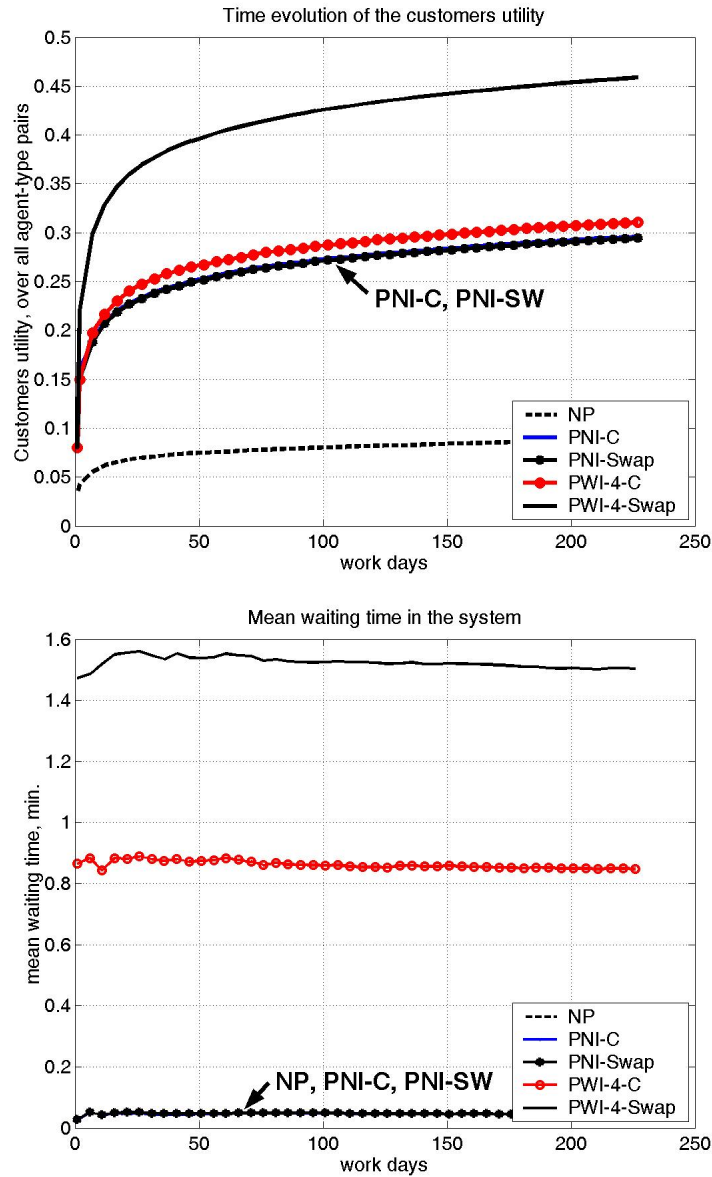 Time evolution of the customers utility
0.5
0.45
0.4
0.35
0.3
0.25
0.2
0.15
0.1
0.05
0
Customers utility, over all agent-type pairs
PNI-C, PNI-SW
NP
PNI-C
PNI-Swap
PWI-4-C
PWI-4-Swap
0 50 100 150 200 250
work days
Mean waiting time in the system
1.6
1.4
1.2
1
0.8
0.6
0.4
0.2
0
mean waiting time, min.
NP, PNI-C, PNI-SW
NP
PNI-C
PNI-Swap
PWI-4-C
PWI-4-Swap
0 50 100 150 200 250
work days